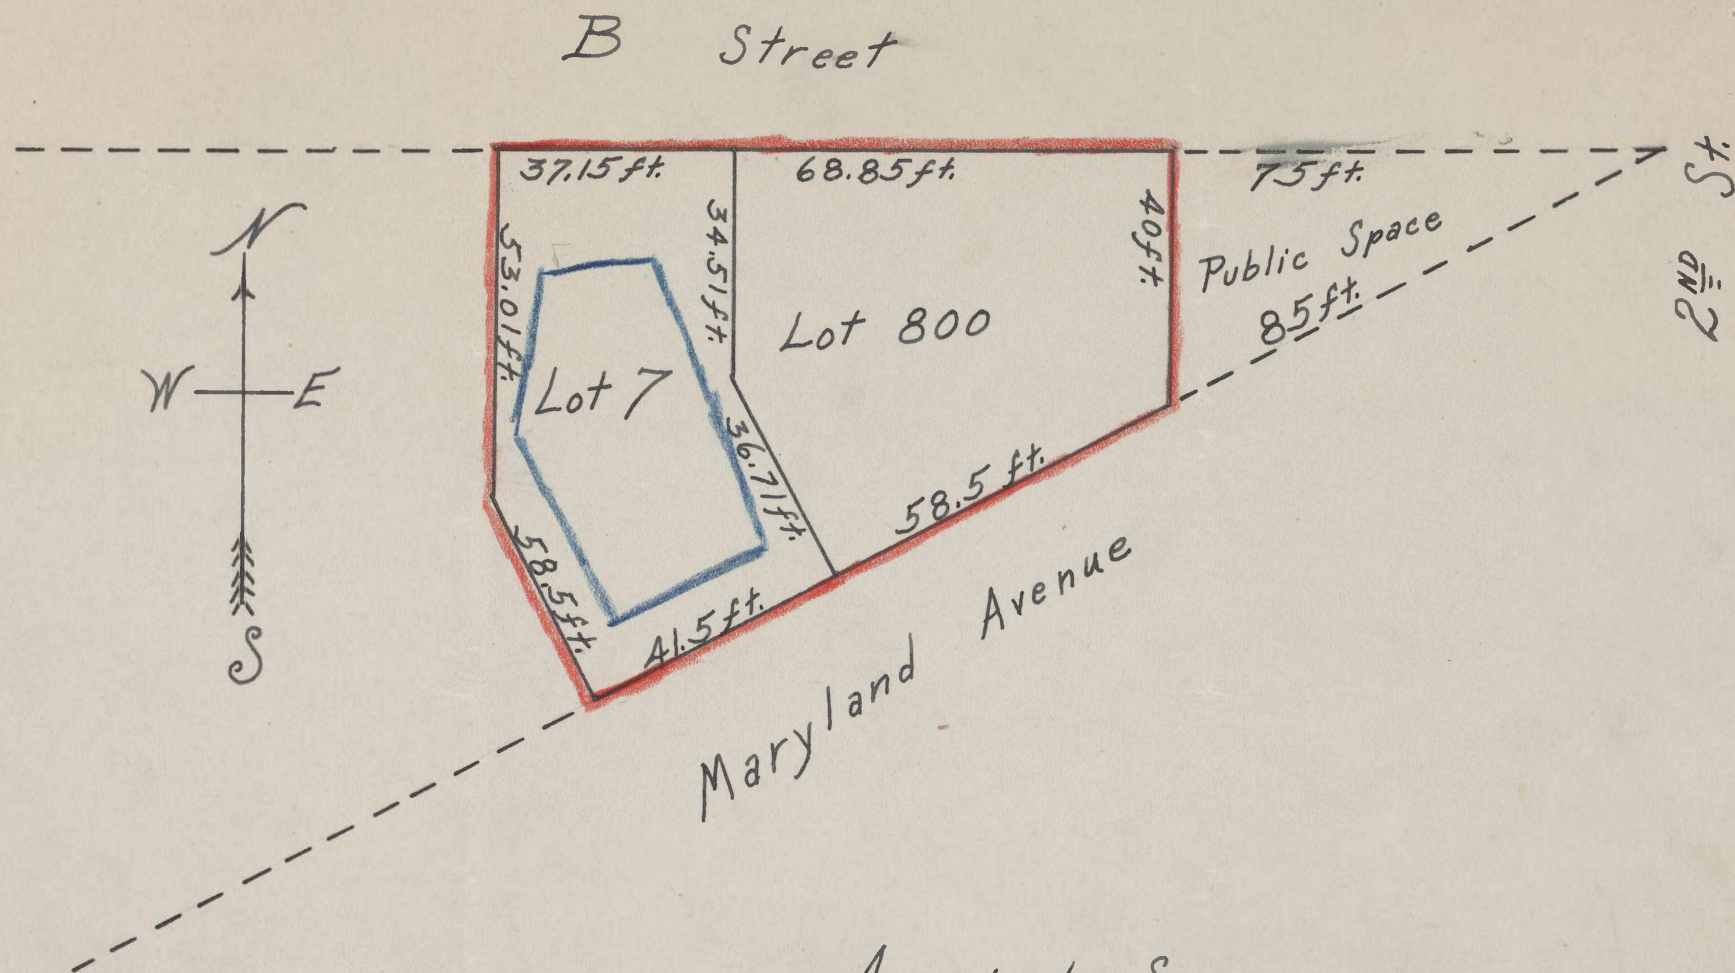 B Street
37.15 ft.
68.85 ft.
75 ft.
2ND St.
N
W
E
S
53.01 ft.
34.51 ft.
40 ft.
Public Space
85 ft.
Lot 800
Lot 7
36.71 ft.
58.5 ft.
58.5 ft.
41.5 ft.
Maryland Avenue